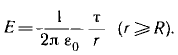 E = 1/(2π ε₀) τ/r (r ≥ R).